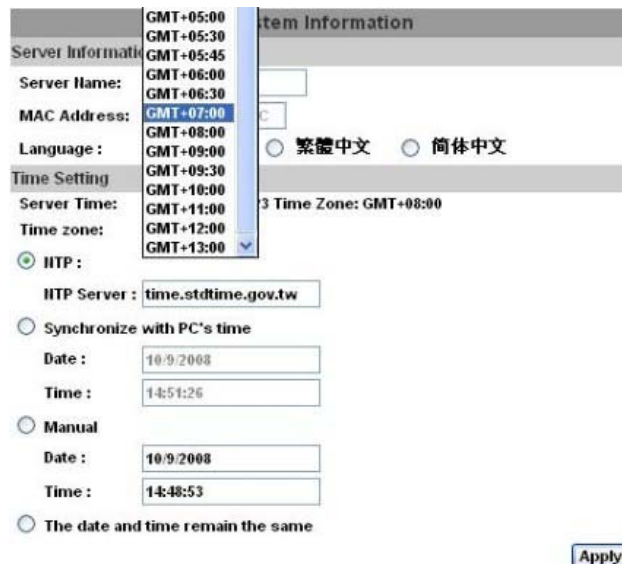 GMT+05:00
GMT+05:30
GMT+05:45
GMT+06:00
GMT+06:30
GMT+07:00
GMT+08:00
GMT+09:00
GMT+09:30
GMT+10:00
GMT+11:00
GMT+12:00
GMT+13:00
tem Information
Server Informati
Server Name:
MAC Address:
C
Language :
繁體中文
简体中文
Time Setting
Server Time:
Time Zone: GMT+08:00
Time zone:
NTP :
NTP Server : time.stdtime.gov.tw
Synchronize with PC's time
Date : 10/9/2008
Time : 14:51:26
Manual
Date : 10/9/2008
Time : 14:48:53
The date and time remain the same
Apply